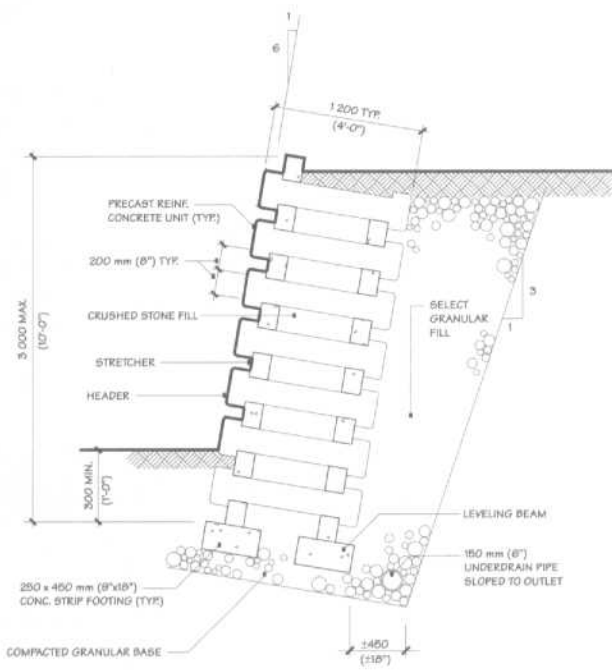 1
6
1 200 TYP.
(4'-0")
PRECAST REINF.
CONCRETE UNIT (TYP.)
200 mm (8") TYP.
3 000 MAX.
(10'-0")
CRUSHED STONE FILL
SELECT
GRANULAR
FILL
3
1
STRETCHER
HEADER
300 MIN.
(1'-0")
LEVELING BEAM
150 mm (6")
UNDERDRAIN PIPE
SLOPED TO OUTLET
250 x 450 mm (9"x18")
CONC. STRIP FOOTING (TYP.)
COMPACTED GRANULAR BASE
±450
(±18")